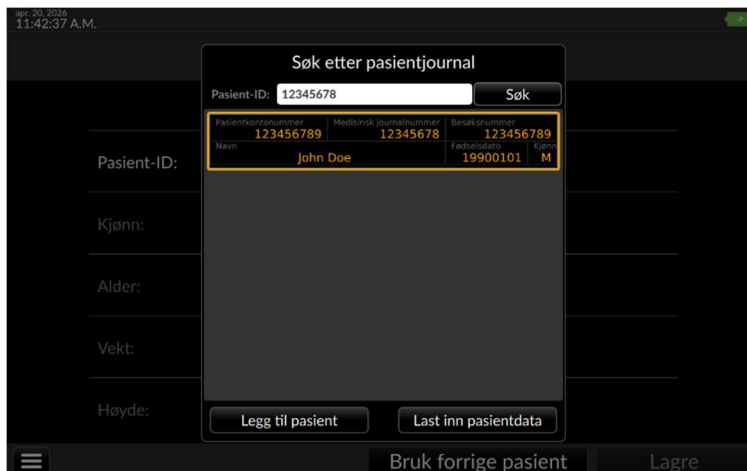 apr. 20, 2026
11:42:37 A.M.
Søk etter pasientjournal
Pasient-ID: 12345678 Søk
Pasientkontonummer Medisinsk journalnummer Besøksnummer
123456789 12345678 123456789
Navn Fødselsdato Kjønn
John Doe 19900101 M
Pasient-ID:
Kjønn:
Alder:
Vekt:
Høyde:
Legg til pasient Last inn pasientdata
Bruk forrige pasient Lagre